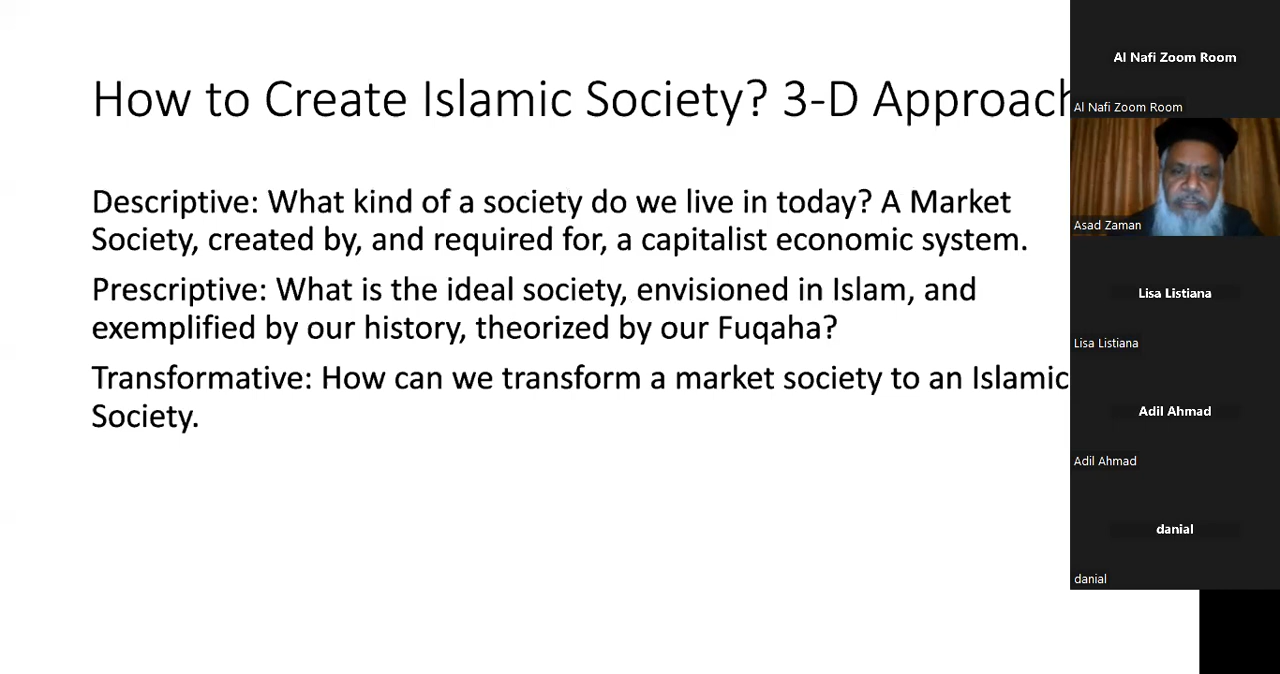 How to Create Islamic Society? 3-D Approach
Descriptive: What kind of a society do we live in today? A Market
Society, created by, and required for, a capitalist economic system.
Prescriptive: What is the ideal society, envisioned in Islam, and
exemplified by our history, theorized by our Fuqaha?
Transformative: How can we transform a market society to an Islamic
Society.
Al Nafi Zoom Room
Al Nafi Zoom Room
Asad Zaman
Lisa Listiana
Lisa Listiana
Adil Ahmad
Adil Ahmad
danial
danial